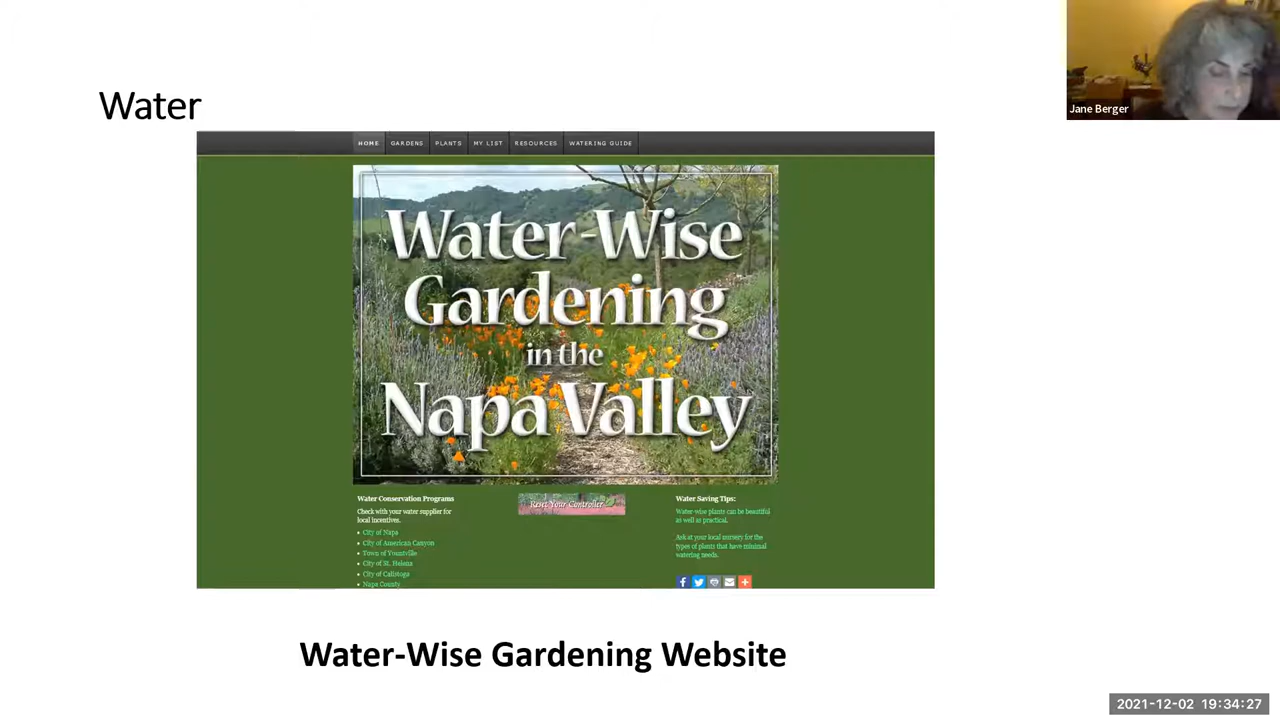 Water
Jane Berger
HOME GARDENS PLANTS MY LIST RESOURCES WATERING GUIDE
Water-Wise
Gardening
in the
Napa Valley
Water Conservation Programs
Check with your water supplier for
local incentives.
City of Napa
City of American Canyon
Town of Yountville
City of St. Helena
City of Calistoga
Napa County
Reset Your Controller
Water Saving Tips:
Water-wise plants can be beautiful
as well as practical.
Ask at your local nursery for the
types of plants that have minimal
watering needs.
Water-Wise Gardening Website
2021-12-02 19:34:27